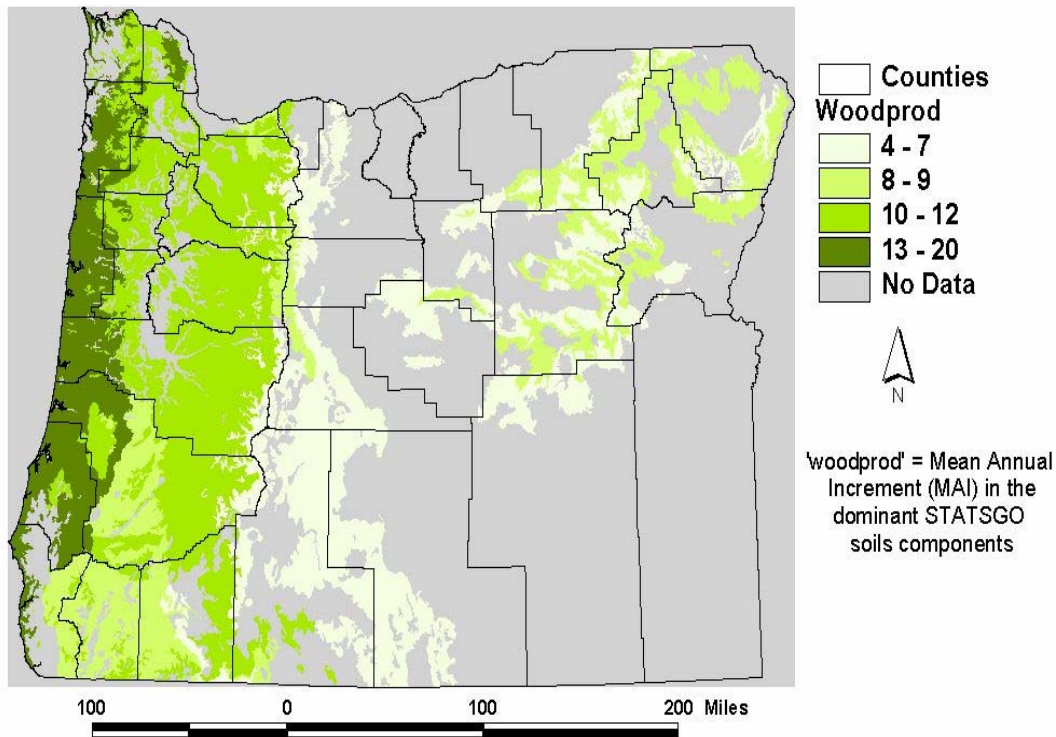 Counties
Woodprod
4 - 7
8 - 9
10 - 12
13 - 20
No Data
N
'woodprod' = Mean Annual
Increment (MAI) in the
dominant STATSGO
soils components
100 0 100 200 Miles